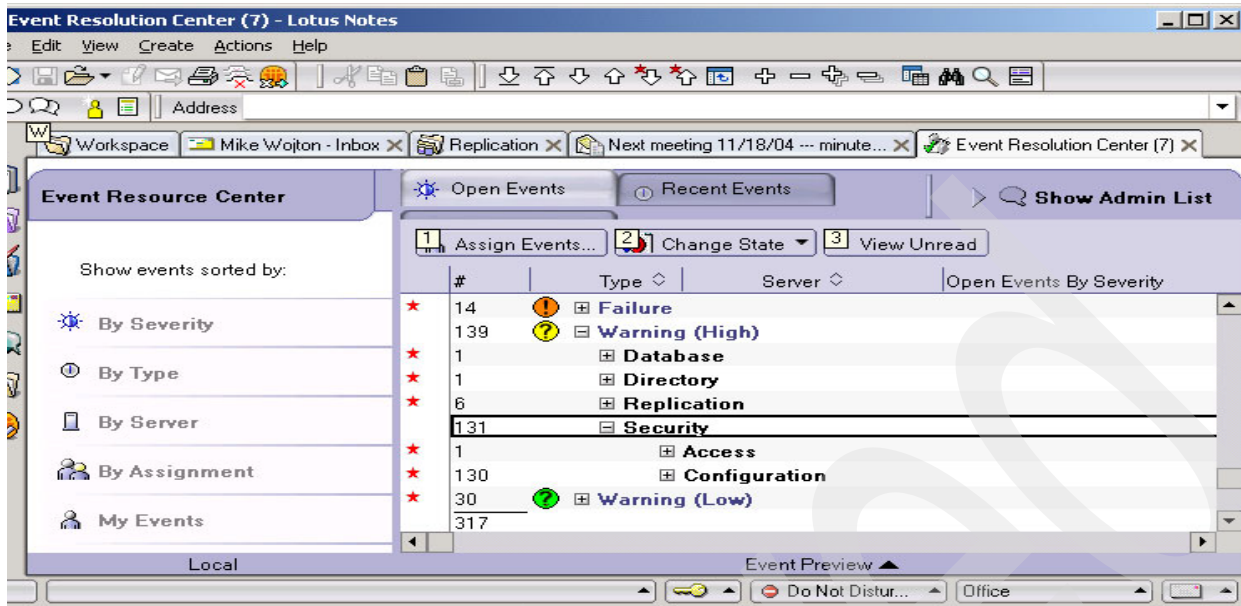 Event Resolution Center (7) - Lotus Notes
Edit View Create Actions Help
Address
W
Workspace Mike Wojton - Inbox Replication Next meeting 11/18/04 --- minute... Event Resolution Center (7)
Event Resource Center
Open Events Recent Events Show Admin List
1 Assign Events... 2 Change State 3 View Unread
Show events sorted by:
By Severity
By Type
By Server
By Assignment
My Events
# Type Server Open Events By Severity
14 ! Failure
139 ? Warning (High)
1 Database
1 Directory
6 Replication
131 Security
1 Access
130 Configuration
30 ? Warning (Low)
317
Local Event Preview
Do Not Distur... Office